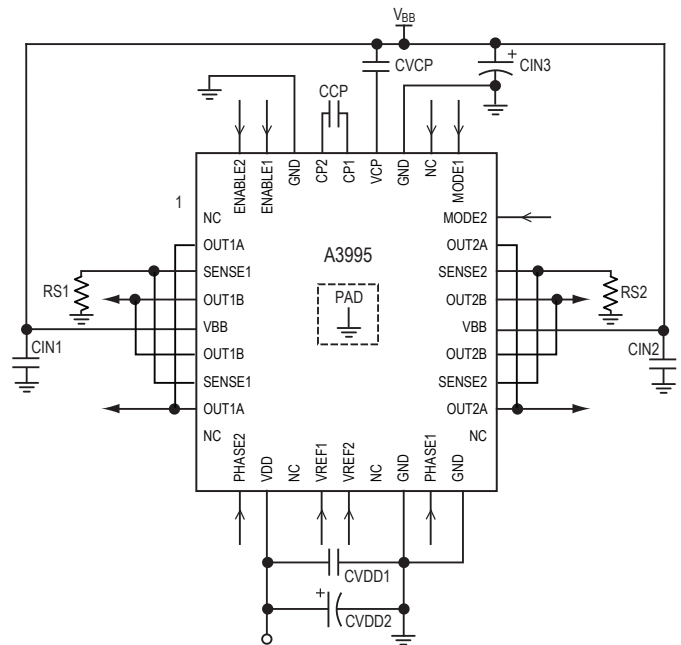 VBB
CVCP
CIN3
CCP
ENABLE2
ENABLE1
GND
CP2
CP1
VCP
GND
NC
MODE1
1
NC
MODE2
OUT1A
A3995
OUT2A
SENSE1
SENSE2
RS1
OUT1B
PAD
OUT2B
RS2
VBB
VBB
CIN1
OUT1B
OUT2B
CIN2
SENSE1
SENSE2
OUT1A
OUT2A
NC
NC
PHASE2
VDD
NC
VREF1
VREF2
NC
GND
PHASE1
GND
CVDD1
+
CVDD2
+